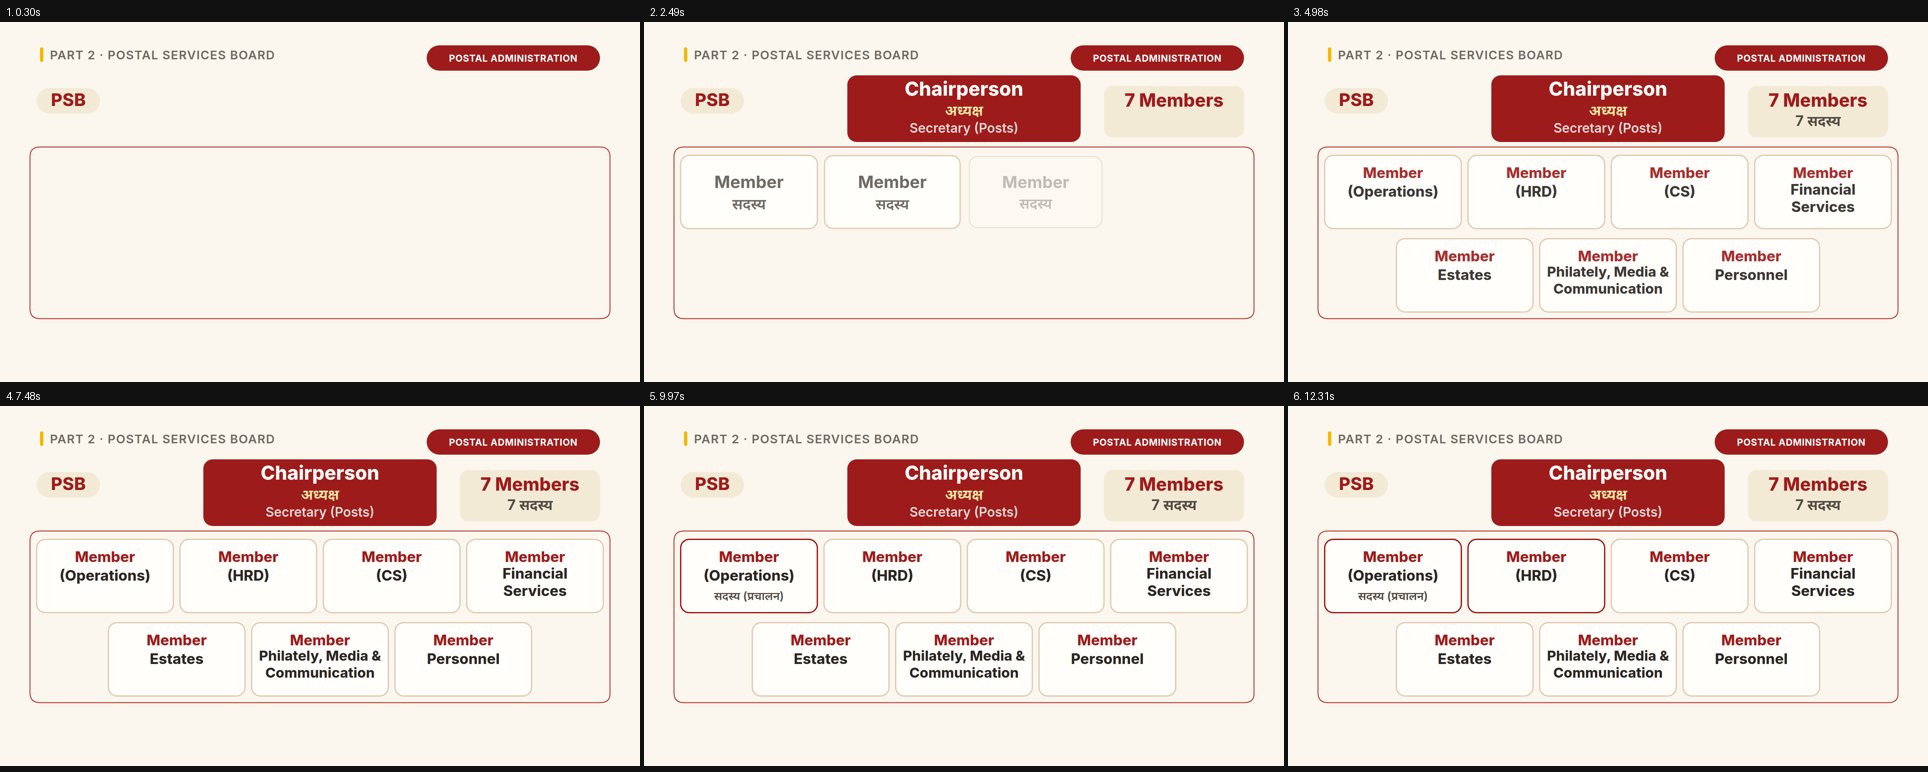 1. 0.30s
PART 2 · POSTAL SERVICES BOARD
POSTAL ADMINISTRATION
PSB
2. 2.49s
PART 2 · POSTAL SERVICES BOARD
POSTAL ADMINISTRATION
PSB
Chairperson
अध्यक्ष
Secretary (Posts)
7 Members
Member
सदस्य
Member
सदस्य
Member
सदस्य
3. 4.98s
PART 2 · POSTAL SERVICES BOARD
POSTAL ADMINISTRATION
PSB
Chairperson
अध्यक्ष
Secretary (Posts)
7 Members
7 सदस्य
Member
(Operations)
Member
(HRD)
Member
(CS)
Member
Financial
Services
Member
Estates
Member
Philately, Media &
Communication
Member
Personnel
4. 7.48s
PART 2 · POSTAL SERVICES BOARD
POSTAL ADMINISTRATION
PSB
Chairperson
अध्यक्ष
Secretary (Posts)
7 Members
7 सदस्य
Member
(Operations)
Member
(HRD)
Member
(CS)
Member
Financial
Services
Member
Estates
Member
Philately, Media &
Communication
Member
Personnel
5. 9.97s
PART 2 · POSTAL SERVICES BOARD
POSTAL ADMINISTRATION
PSB
Chairperson
अध्यक्ष
Secretary (Posts)
7 Members
7 सदस्य
Member
(Operations)
सदस्य (प्रचालन)
Member
(HRD)
Member
(CS)
Member
Financial
Services
Member
Estates
Member
Philately, Media &
Communication
Member
Personnel
6. 12.31s
PART 2 · POSTAL SERVICES BOARD
POSTAL ADMINISTRATION
PSB
Chairperson
अध्यक्ष
Secretary (Posts)
7 Members
7 सदस्य
Member
(Operations)
सदस्य (प्रचालन)
Member
(HRD)
Member
(CS)
Member
Financial
Services
Member
Estates
Member
Philately, Media &
Communication
Member
Personnel